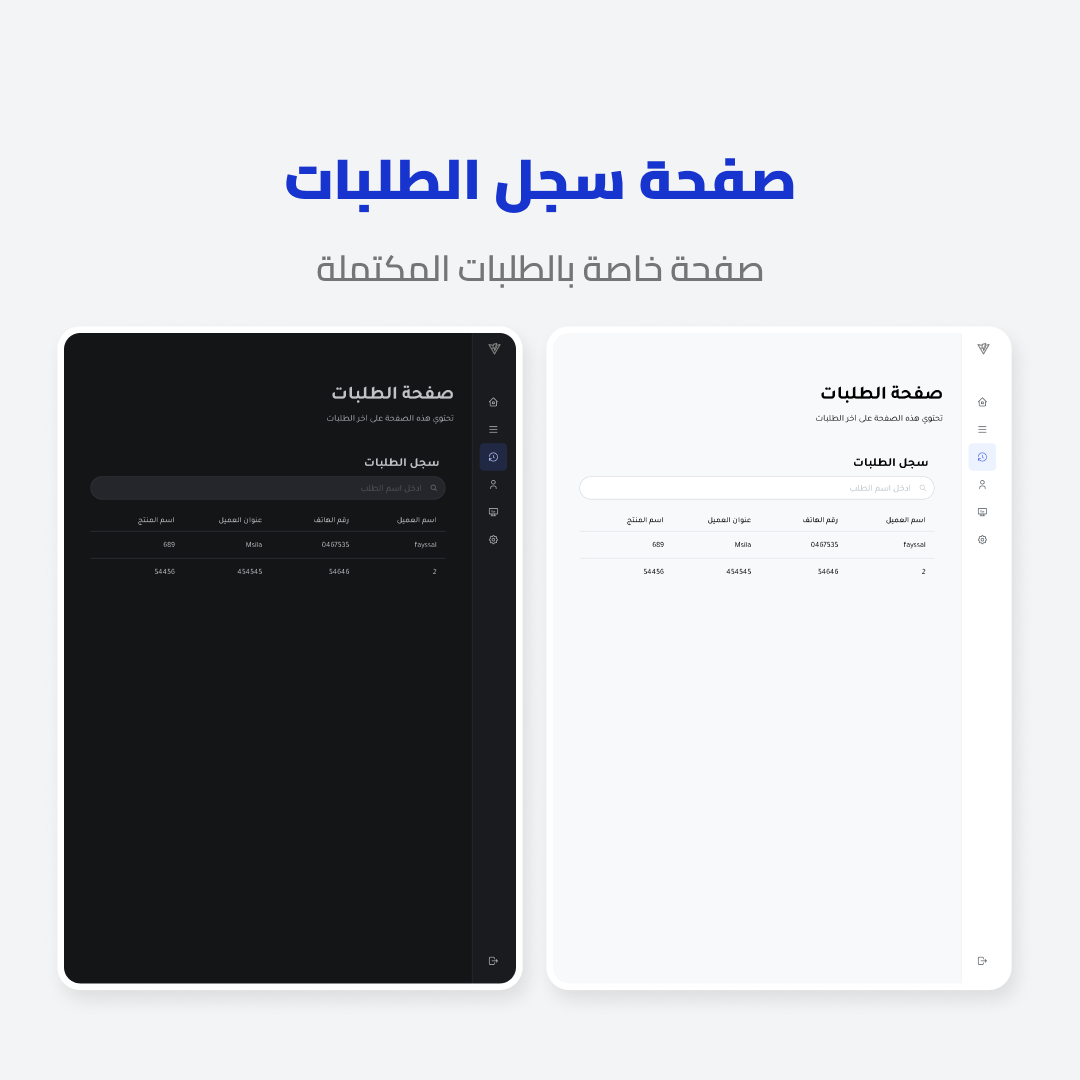 صفحة سجل الطلبات
صفحة خاصة بالطلبات المكتملة
صفحة الطلبات
تحتوي هذه الصفحة على اخر الطلبات
سجل الطلبات
ادخل اسم الطلب
اسم العميل رقم الهاتف عنوان العميل اسم المنتج
fayssal 0467535 Msila 689
2 54646 454545 54456
صفحة الطلبات
تحتوي هذه الصفحة على اخر الطلبات
سجل الطلبات
ادخل اسم الطلب
اسم العميل رقم الهاتف عنوان العميل اسم المنتج
fayssal 0467535 Msila 689
2 54646 454545 54456